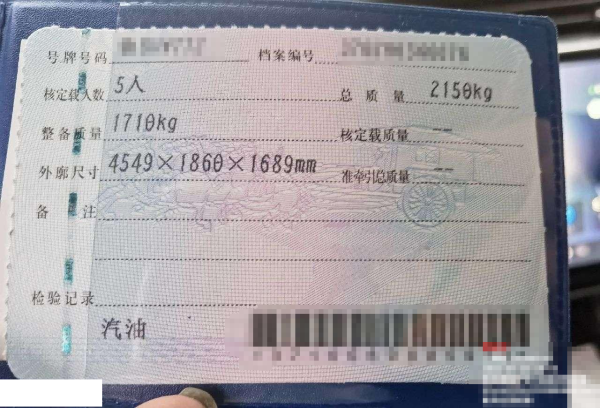 号牌号码 档案编号
核定载人数 5人 总质量 2150kg
整备质量 1710kg 核定载质量 --
外廓尺寸 4549×1860×1689mm 准牵引总质量 --
备注
检验记录
汽油